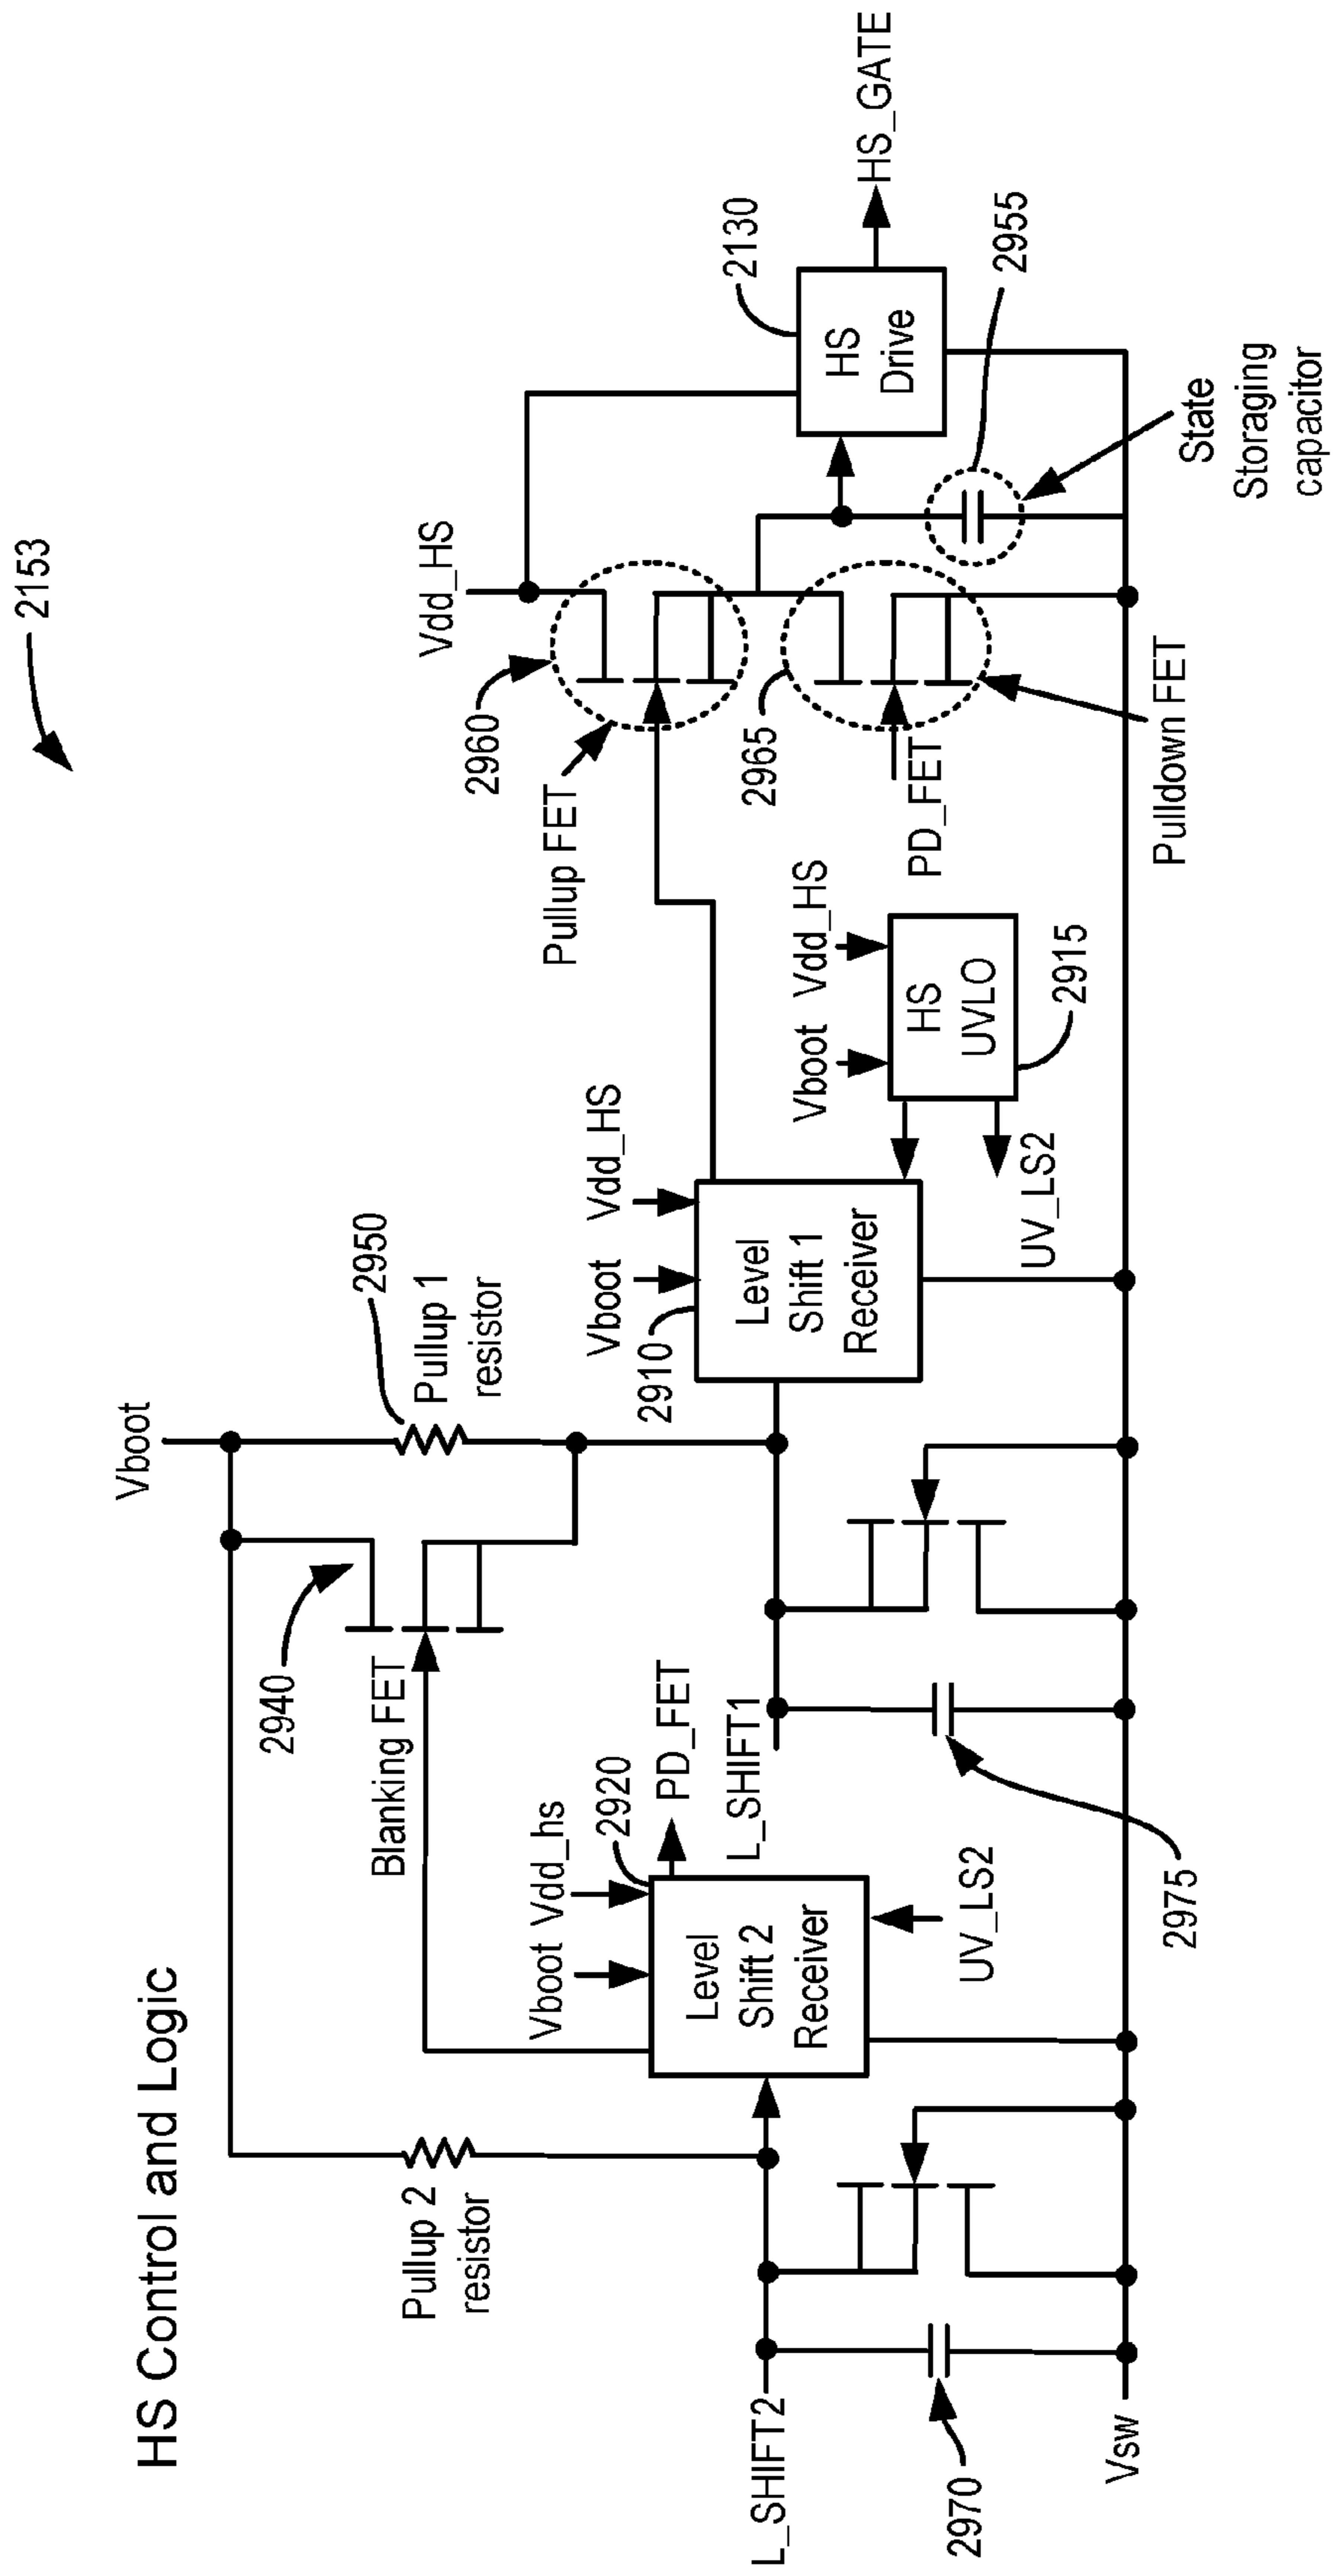 2153
HS Control and Logic
Vboot
Pullup 2
resistor
2940
Blanking FET
2950
Pullup 1
resistor
Vdd_HS
2960
Pullup FET
2130
HS
Drive
HS_GATE
Vboot
Vdd_hs
2920
PD_FET
Level
Shift 2
Receiver
UV_LS2
L_SHIFT2
L_SHIFT1
Vboot
Vdd_HS
2910
Level
Shift 1
Receiver
Vboot
Vdd_HS
HS
UVLO
2915
UV_LS2
2965
PD_FET
Pulldown FET
2955
State
Storaging
capacitor
2970
2975
Vsw